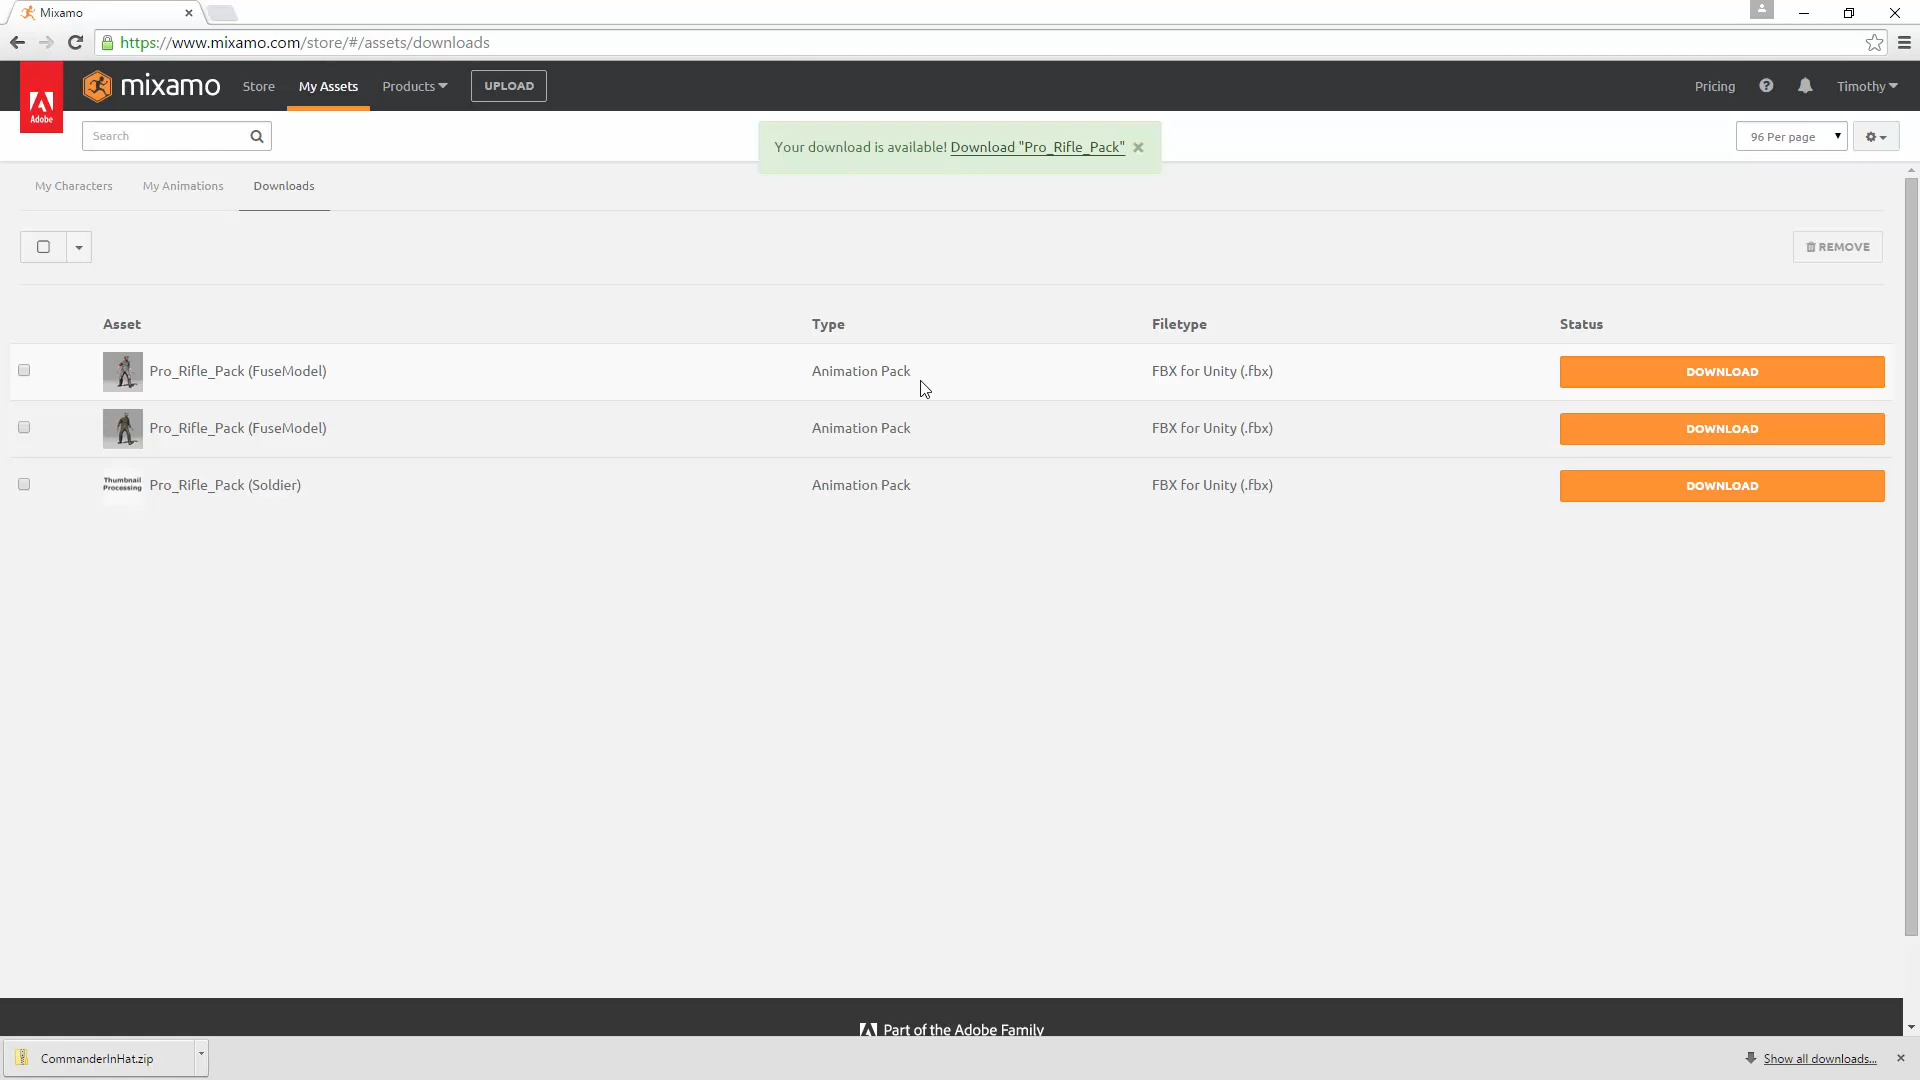 Mixamo
https://www.mixamo.com/store/#/assets/downloads
Adobe
mixamo
Store
My Assets
Products
UPLOAD
Pricing
Timothy
Search
Your download is available! Download "Pro_Rifle_Pack"
96 Per page
My Characters
My Animations
Downloads
REMOVE
Asset Type Filetype Status
Pro_Rifle_Pack (FuseModel) Animation Pack FBX for Unity (.fbx) DOWNLOAD
Pro_Rifle_Pack (FuseModel) Animation Pack FBX for Unity (.fbx) DOWNLOAD
Thumbnail Processing Pro_Rifle_Pack (Soldier) Animation Pack FBX for Unity (.fbx) DOWNLOAD
Part of the Adobe Family
CommanderInHat.zip
Show all downloads...